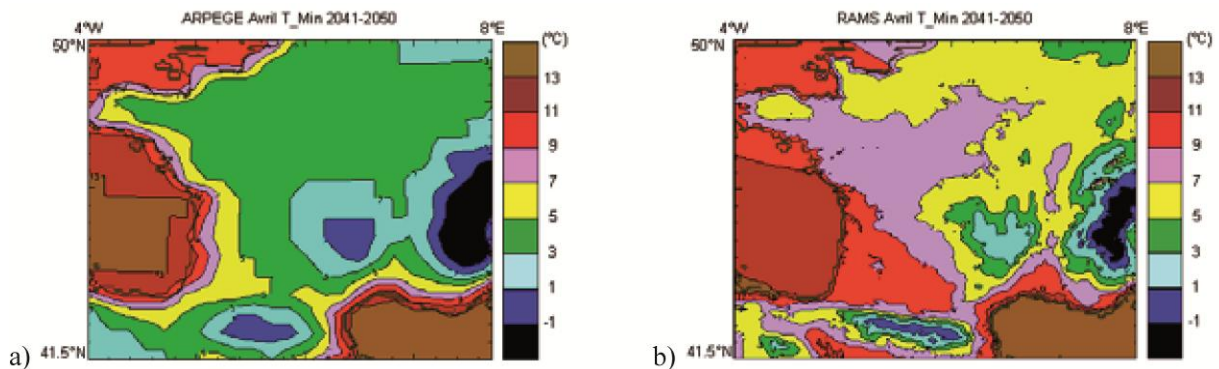 ARPEGE Avril T_Min 2041-2050
4°W 8°E
(°C)
50°N
13
11
9
7
5
3
1
-1
41.5°N
a)
RAMS Avril T_Min 2041-2050
4°W 8°E
(°C)
50°N
13
11
9
7
5
3
1
-1
41.5°N
b)